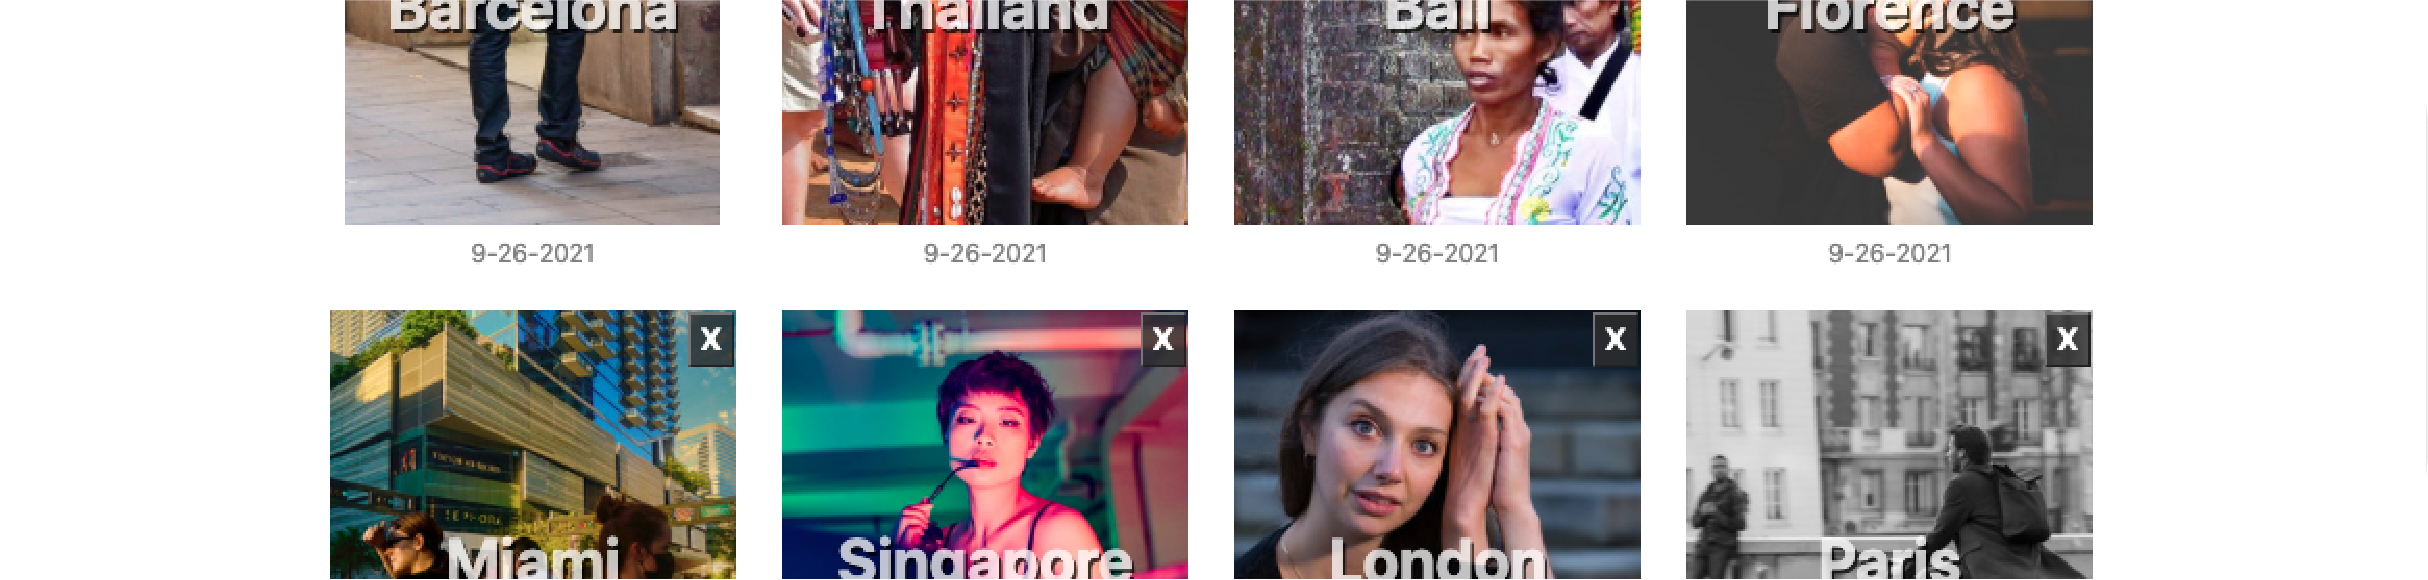 Barcelona
Thailand
Bali
Florence
9-26-2021
9-26-2021
9-26-2021
9-26-2021
X
X
X
X
SEPHORA
Miami
Singapore
London
Paris